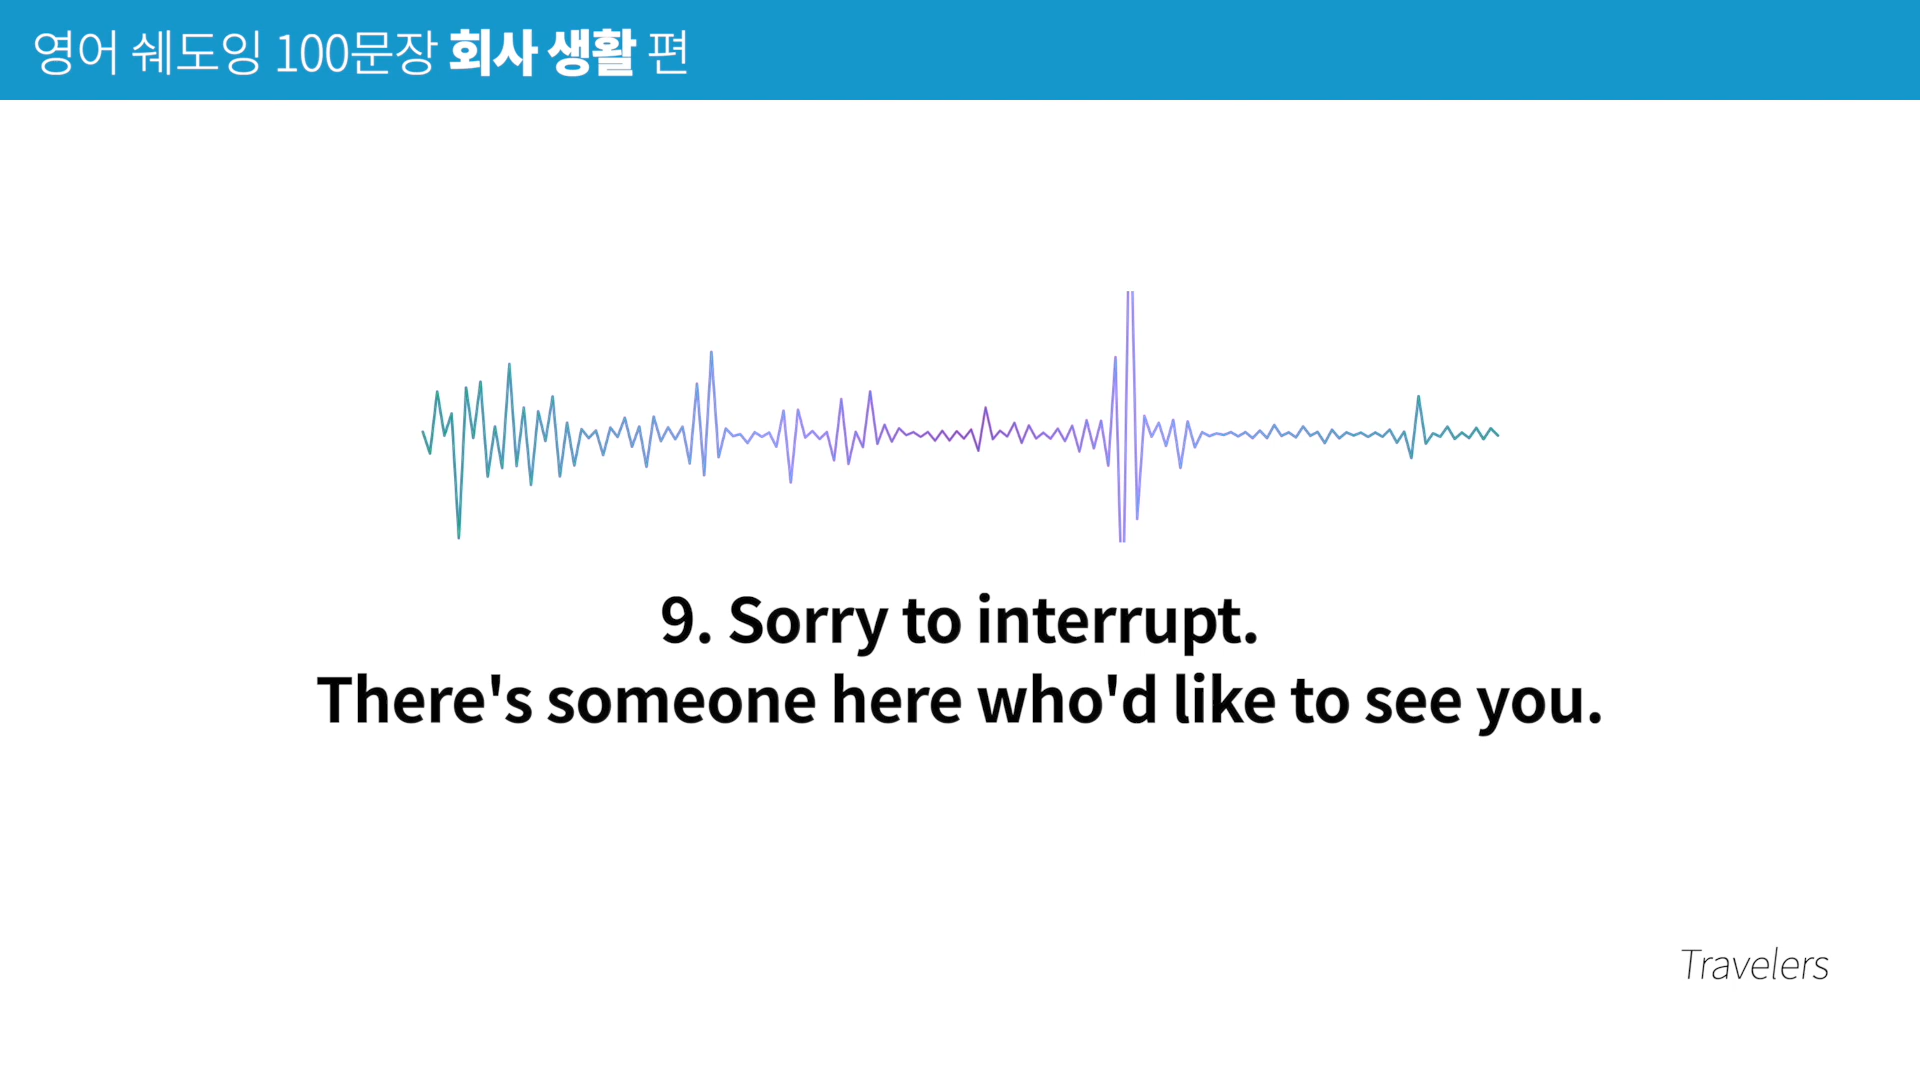 영어 쉐도잉 100문장 회사 생활 편
9. Sorry to interrupt.
There's someone here who'd like to see you.
Travelers